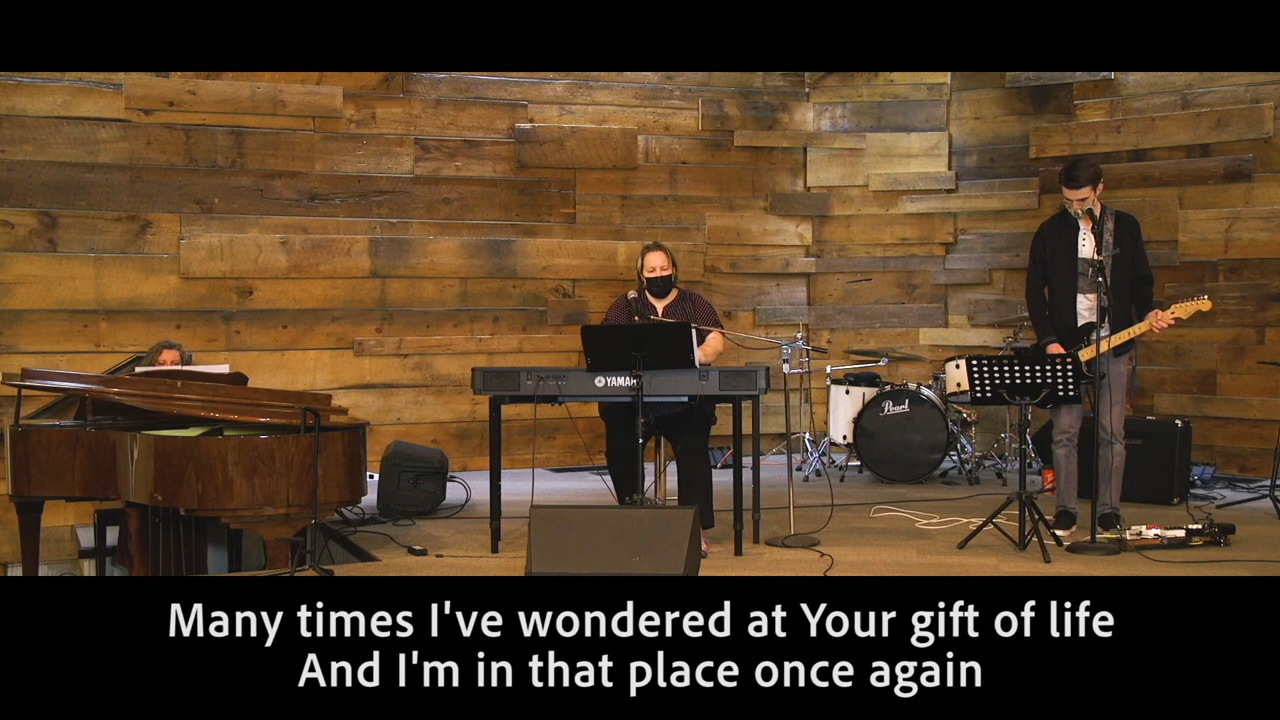 YAMAHA
Pearl
Many times I've wondered at Your gift of life
And I'm in that place once again